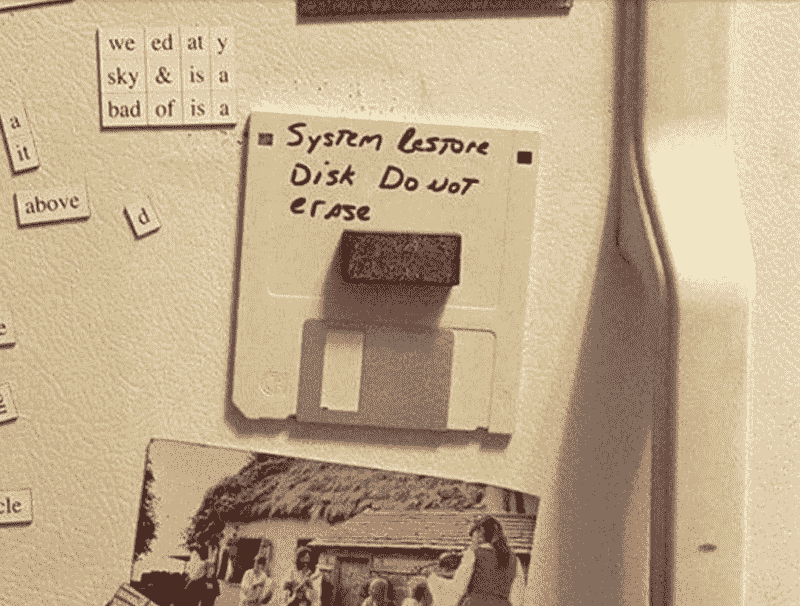 we ed at y
sky & is a
bad of is a
a
it
above
d
System Restore
Disk Do not
erase
e
cle